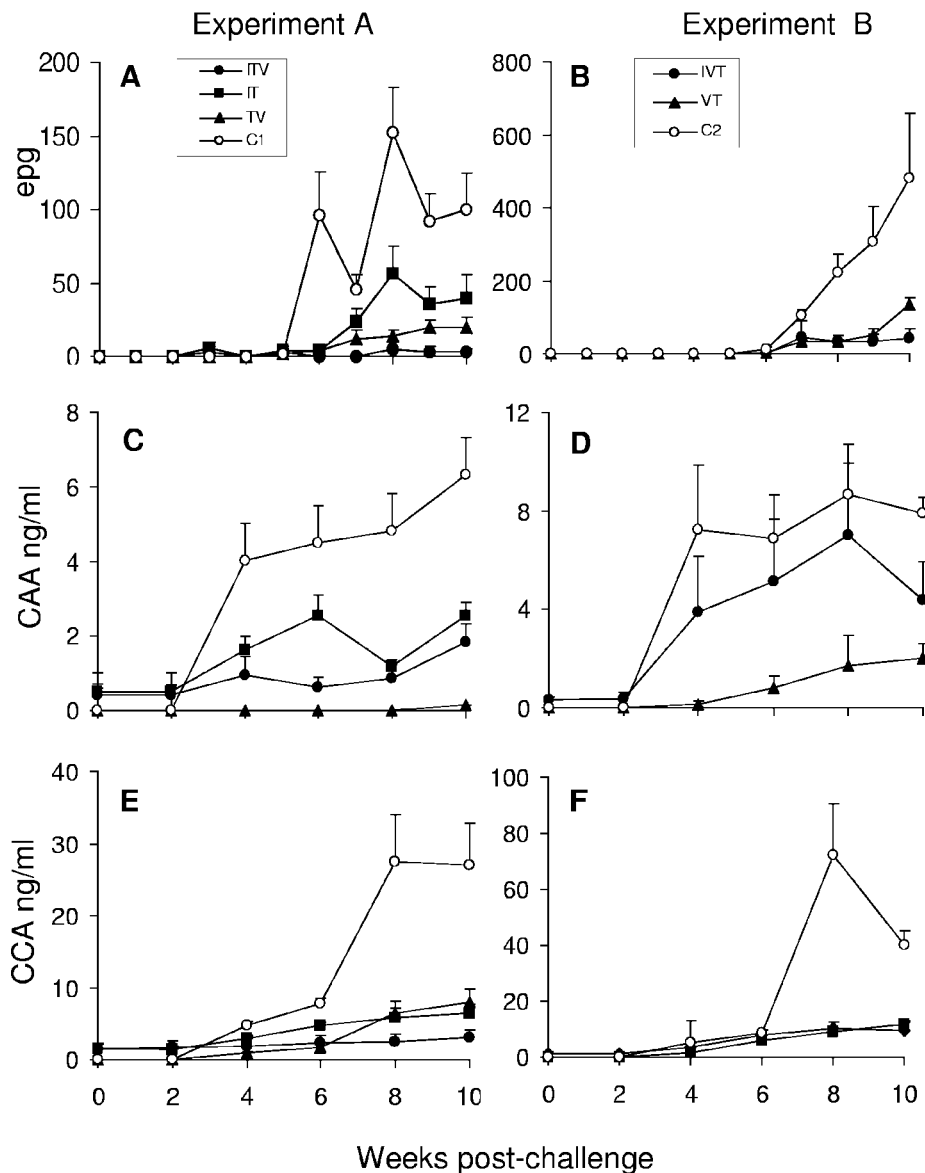 Experiment A
Experiment B
A
ITV
IT
TV
C1
epg
200
150
100
50
0
B
IVT
VT
C2
800
600
400
200
0
C
CAA ng/ml
8
6
4
2
0
D
12
8
4
0
E
CCA ng/ml
40
30
20
10
0
0 2 4 6 8 10
F
100
80
60
40
20
0
0 2 4 6 8 10
Weeks post-challenge